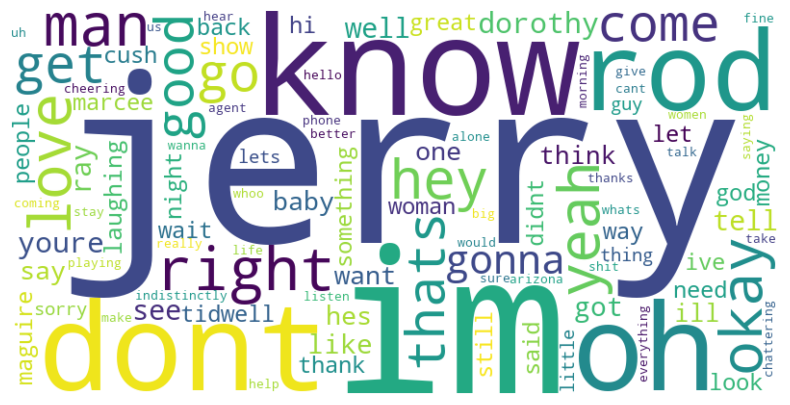 uh
hear
us
man
back
hi
well
great
dorothy
come
fine
get
cush
show
know
rod
cheering
good
go
hello
morning
give
cant
marcee
agent
guy
women
people
love
jerry
phone
better
let
saying
ray
laughing
night
lets
one
alone
think
talk
money
wanna
baby
something
hey
woman
didnt
yeah
thanks
god
coming
stay
whoo
big
whats
tell
take
youre
wait
really
life
want
thats
gonna
would
way
thing
okay
say
playing
right
im
sure
arizona
shit
ive
need
chattering
maguire
sorry
see
tidwell
indistinctly
listen
hes
still
said
got
ill
everything
dont
make
like
oh
look
help
thank
little